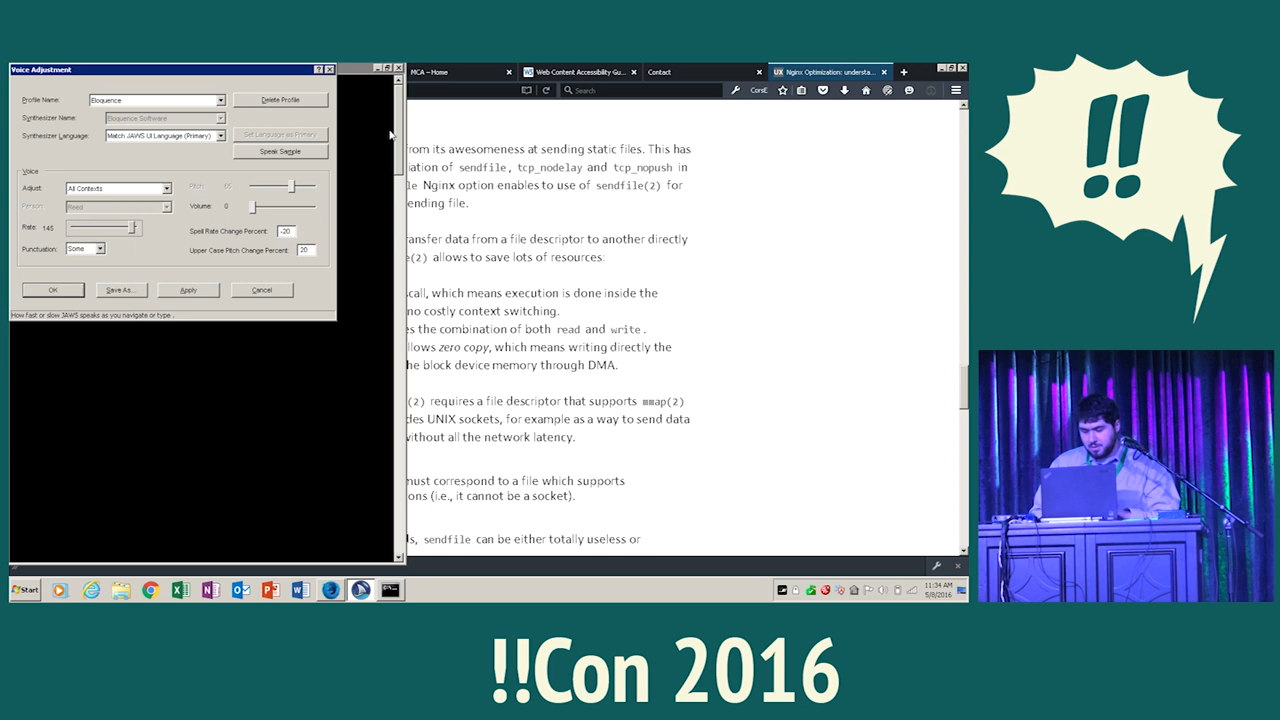 Voice Adjustment
Profile Name: Eloquence Delete Profile
Synthesizer Name: Eloquence Software
Synthesizer Language: Match JAWS UI Language (Primary) Set Language as Primary
Speak Sample
Voice
Adjust: All Contexts Pitch: 65
Person: Reed Volume: 0
Rate: 145 Spell Rate Change Percent: -20
Punctuation: Some Upper Case Pitch Change Percent: 20
OK Save As... Apply Cancel
How fast or slow JAWS speaks as you navigate or type .
MCA – Home Web Content Accessibility Gu... Contact Nginx Optimization: understa...
Search CorsE
rom its awesomeness at sending static files. This has
iation of sendfile, tcp_nodelay and tcp_nopush in
le Nginx option enables to use of sendfile(2) for
ending file.
ransfer data from a file descriptor to another directly
e(2) allows to save lots of resources:
call, which means execution is done inside the
no costly context switching.
es the combination of both read and write.
llows zero copy, which means writing directly the
he block device memory through DMA.
(2) requires a file descriptor that supports mmap(2)
des UNIX sockets, for example as a way to send data
without all the network latency.
must correspond to a file which supports
ons (i.e., it cannot be a socket).
ls, sendfile can be either totally useless or
Start
11:34 AM
5/8/2016
!!
!!Con 2016